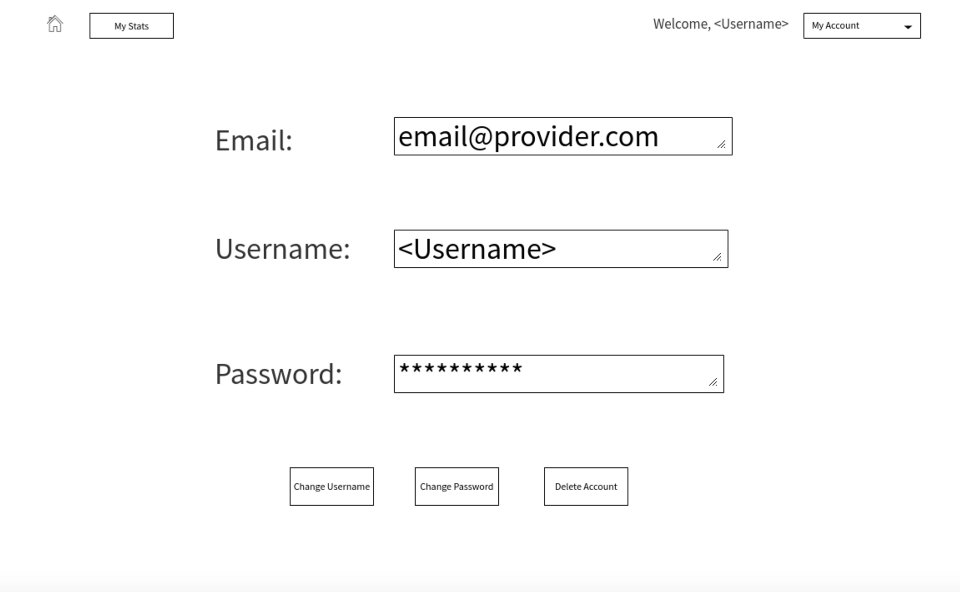 My Stats
Welcome, <Username>
My Account
Email:
email@provider.com
Username:
<Username>
Password:
**********
Change Username
Change Password
Delete Account